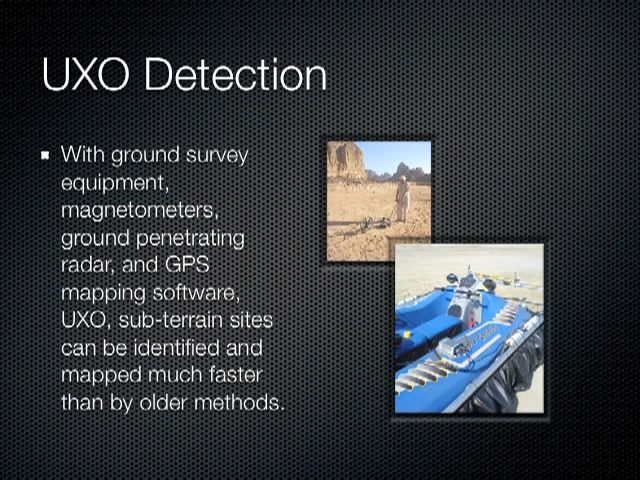 UXO Detection
With ground survey
equipment,
magnetometers,
ground penetrating
radar, and GPS
mapping software,
UXO, sub-terrain sites
can be identified and
mapped much faster
than by older methods.